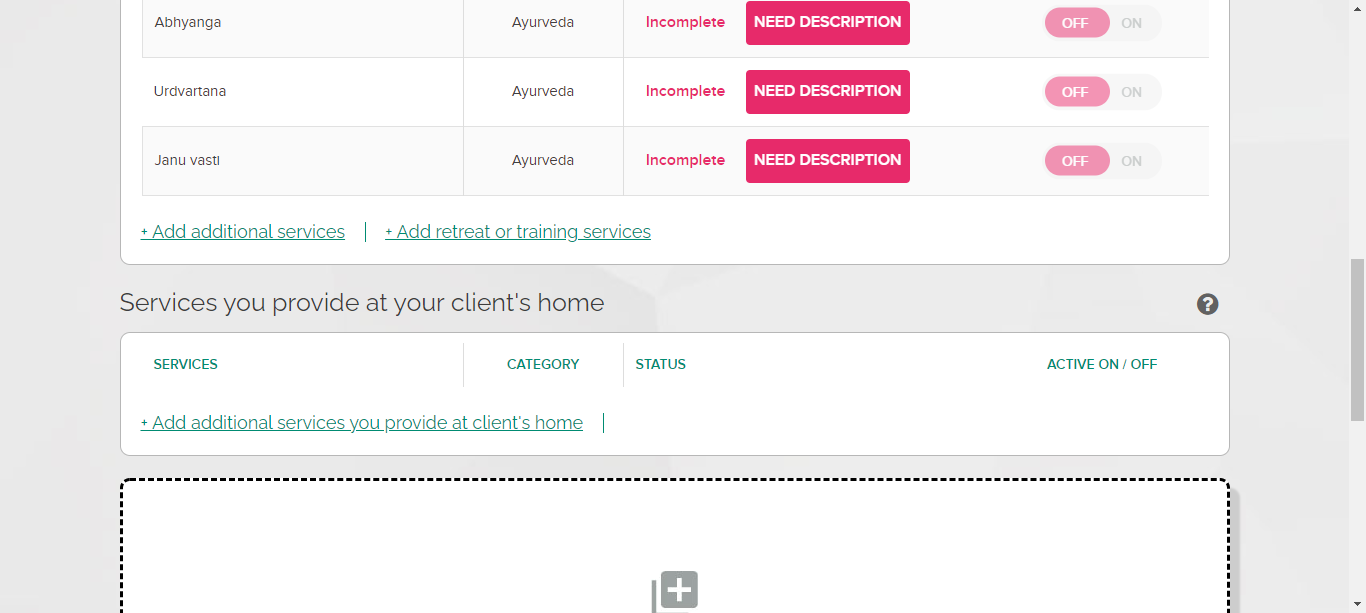 Abhyanga Ayurveda Incomplete NEED DESCRIPTION OFF ON
Urdvartana Ayurveda Incomplete NEED DESCRIPTION OFF ON
Janu vasti Ayurveda Incomplete NEED DESCRIPTION OFF ON
+ Add additional services | + Add retreat or training services
Services you provide at your client's home ?
SERVICES CATEGORY STATUS ACTIVE ON / OFF
+ Add additional services you provide at client's home |